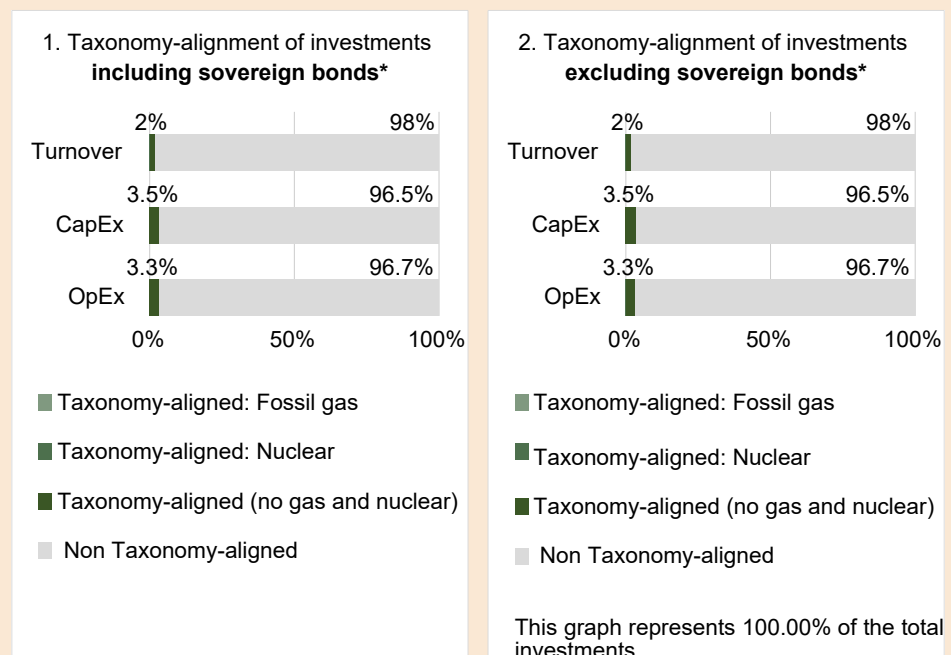 1. Taxonomy-alignment of investments
including sovereign bonds*
2% 98%
Turnover
3.5% 96.5%
CapEx
3.3% 96.7%
OpEx
0% 50% 100%
Taxonomy-aligned: Fossil gas
Taxonomy-aligned: Nuclear
Taxonomy-aligned (no gas and nuclear)
Non Taxonomy-aligned
2. Taxonomy-alignment of investments
excluding sovereign bonds*
2% 98%
Turnover
3.5% 96.5%
CapEx
3.3% 96.7%
OpEx
0% 50% 100%
Taxonomy-aligned: Fossil gas
Taxonomy-aligned: Nuclear
Taxonomy-aligned (no gas and nuclear)
Non Taxonomy-aligned
This graph represents 100.00% of the total
investments